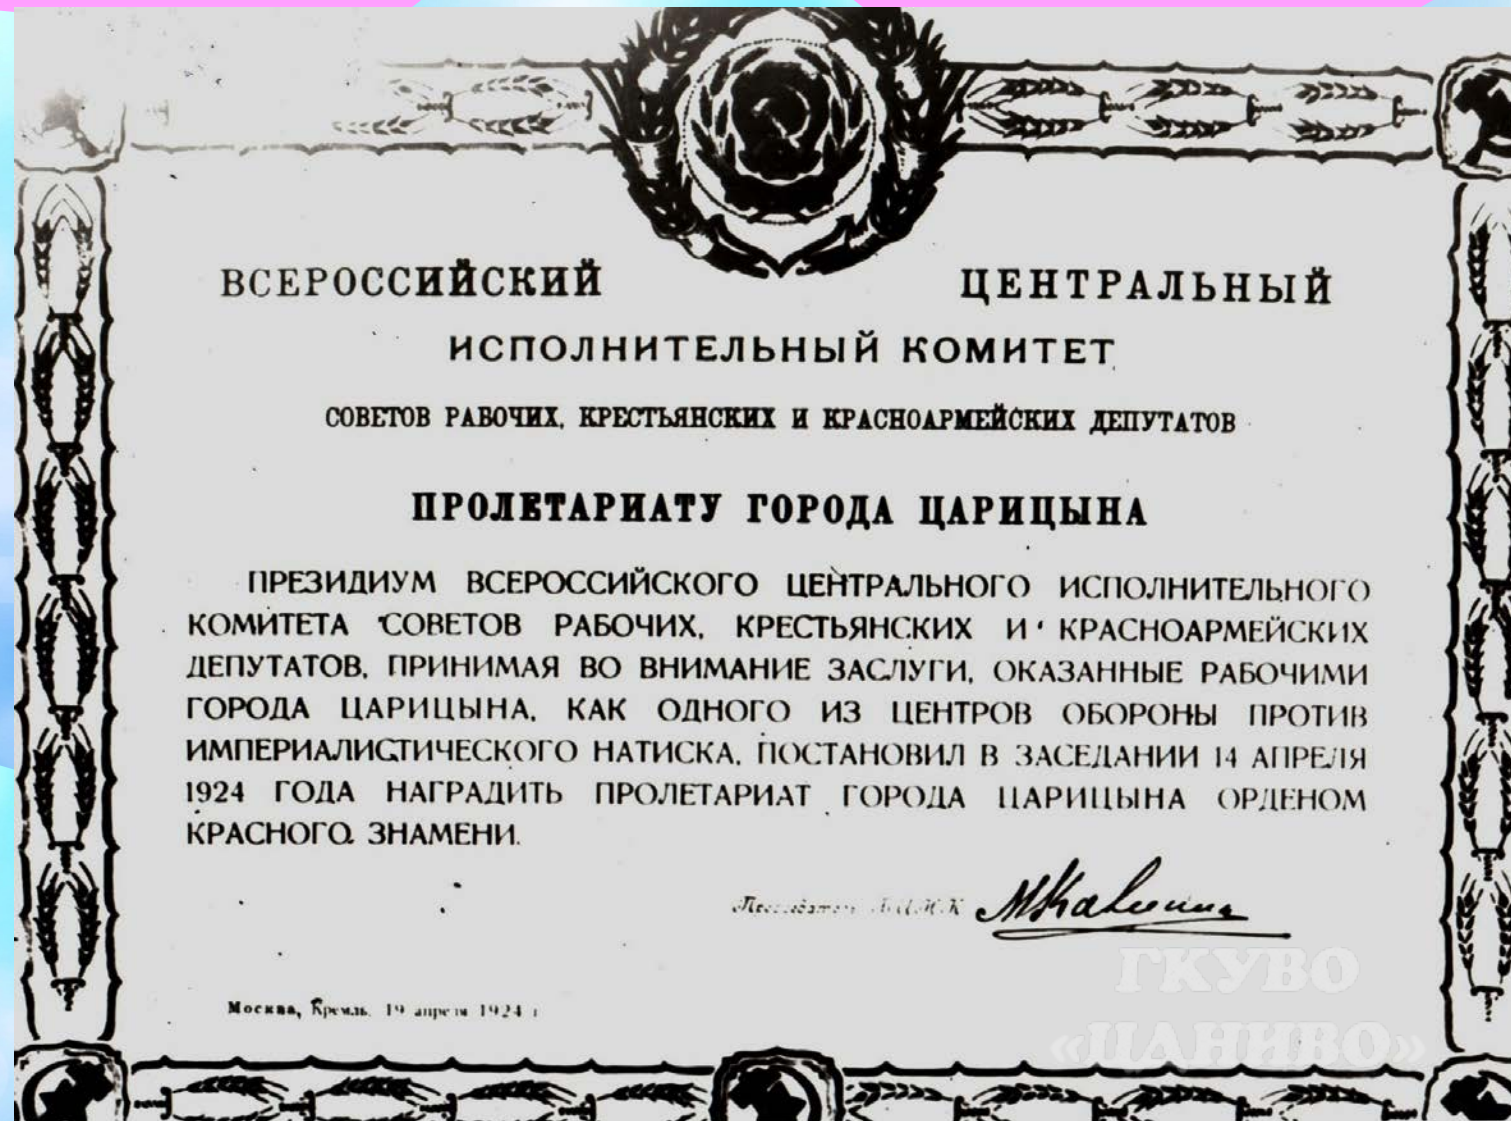 ВСЕРОССИЙСКИЙ ЦЕНТРАЛЬНЫЙ
ИСПОЛНИТЕЛЬНЫЙ КОМИТЕТ
СОВЕТОВ РАБОЧИХ, КРЕСТЬЯНСКИХ И КРАСНОАРМЕЙСКИХ ДЕПУТАТОВ
ПРОЛЕТАРИАТУ ГОРОДА ЦАРИЦЫНА
ПРЕЗИДИУМ ВСЕРОССИЙСКОГО ЦЕНТРАЛЬНОГО ИСПОЛНИТЕЛЬНОГО
КОМИТЕТА СОВЕТОВ РАБОЧИХ, КРЕСТЬЯНСКИХ И КРАСНОАРМЕЙСКИХ
ДЕПУТАТОВ, ПРИНИМАЯ ВО ВНИМАНИЕ ЗАСЛУГИ, ОКАЗАННЫЕ РАБОЧИМИ
ГОРОДА ЦАРИЦЫНА, КАК ОДНОГО ИЗ ЦЕНТРОВ ОБОРОНЫ ПРОТИВ
ИМПЕРИАЛИСТИЧЕСКОГО НАТИСКА, ПОСТАНОВИЛ В ЗАСЕДАНИИ 14 АПРЕЛЯ
1924 ГОДА НАГРАДИТЬ ПРОЛЕТАРИАТ ГОРОДА ЦАРИЦЫНА ОРДЕНОМ
КРАСНОГО ЗНАМЕНИ.
Председатель В.Ц.И.К МКалинин
Москва, Кремль, 19 апреля 1924 г
ГКУВО
«ЦАНИВО»